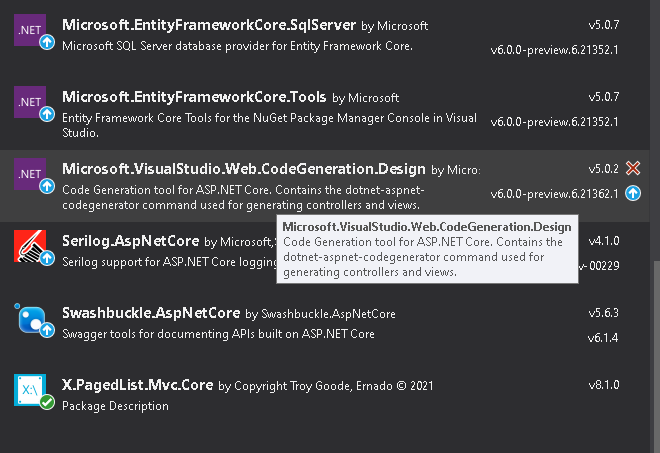 .NET
Microsoft.EntityFrameworkCore.SqlServer by Microsoft v5.0.7
Microsoft SQL Server database provider for Entity Framework Core. v6.0.0-preview.6.21352.1
.NET
Microsoft.EntityFrameworkCore.Tools by Microsoft v5.0.7
Entity Framework Core Tools for the NuGet Package Manager Console in Visual v6.0.0-preview.6.21352.1
Studio.
.NET
Microsoft.VisualStudio.Web.CodeGeneration.Design by Micro: v5.0.2
Code Generation tool for ASP.NET Core. Contains the dotnet-aspnet- v6.0.0-preview.6.21362.1
codegenerator command used for generating controllers and views.
Microsoft.VisualStudio.Web.CodeGeneration.Design
Code Generation tool for ASP.NET Core. Contains the
dotnet-aspnet-codegenerator command used for
generating controllers and views.
Serilog.AspNetCore by Microsoft, v4.1.0
Serilog support for ASP.NET Core logging v-00229
Swashbuckle.AspNetCore by Swashbuckle.AspNetCore v5.6.3
Swagger tools for documenting APIs built on ASP.NET Core v6.1.4
X:\
X.PagedList.Mvc.Core by Copyright Troy Goode, Ernado © 2021 v8.1.0
Package Description